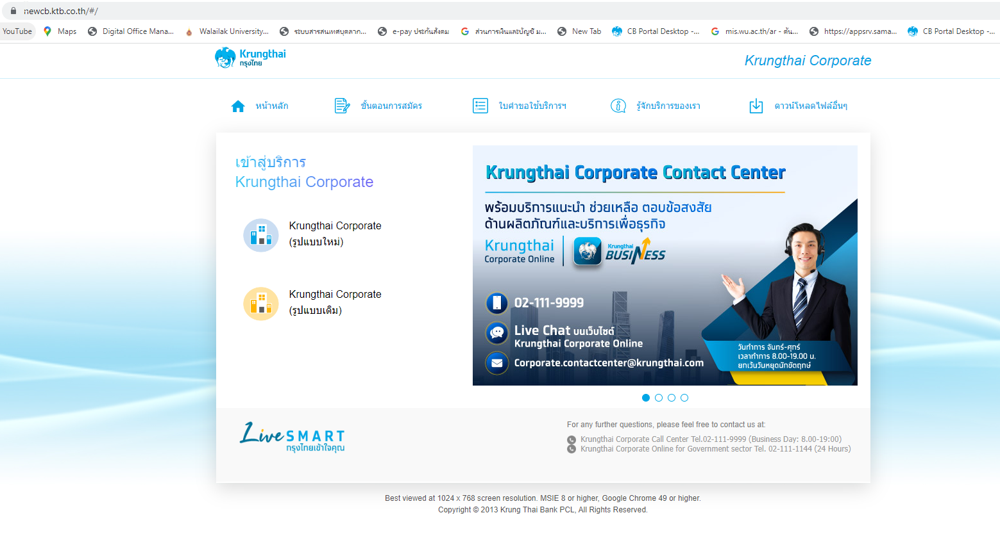 newcb.ktb.co.th/#/
YouTube Maps Digital Office Mana... Walailak University... ระบบสารสนเทศบุคลาก... e-pay ประกันสังคม ส่วนการเงินและบัญชี ม... New Tab CB Portal Desktop -... mis.wu.ac.th/ar - ค้น... https://appsrv.sama... CB Portal Desktop -...
Krungthai
กรุงไทย
Krungthai Corporate
หน้าหลัก ขั้นตอนการสมัคร ใบคำขอใช้บริการฯ รู้จักบริการของเรา ดาวน์โหลดไฟล์อื่นๆ
เข้าสู่บริการ
Krungthai Corporate
Krungthai Corporate
(รูปแบบใหม่)
Krungthai Corporate
(รูปแบบเดิม)
Krungthai Corporate Contact Center
พร้อมบริการแนะนำ ช่วยเหลือ ตอบข้อสงสัย
ด้านผลิตภัณฑ์และบริการเพื่อธุรกิจ
Krungthai
Corporate Online
Krungthai
BUSINESS
02-111-9999
Live Chat บนเว็บไซต์
Krungthai Corporate Online
Corporate.contactcenter@krungthai.com
วันทำการ จันทร์-ศุกร์
เวลาทำการ 8.00-19.00 น.
ยกเว้นวันหยุดนักขัตฤกษ์
Live SMART
กรุงไทยเข้าใจคุณ
For any further questions, please feel free to contact us at:
Krungthai Corporate Call Center Tel.02-111-9999 (Business Day: 8.00-19:00)
Krungthai Corporate Online for Government sector Tel. 02-111-1144 (24 Hours)
Best viewed at 1024 x 768 screen resolution. MSIE 8 or higher, Google Chrome 49 or higher.
Copyright © 2013 Krung Thai Bank PCL, All Rights Reserved.